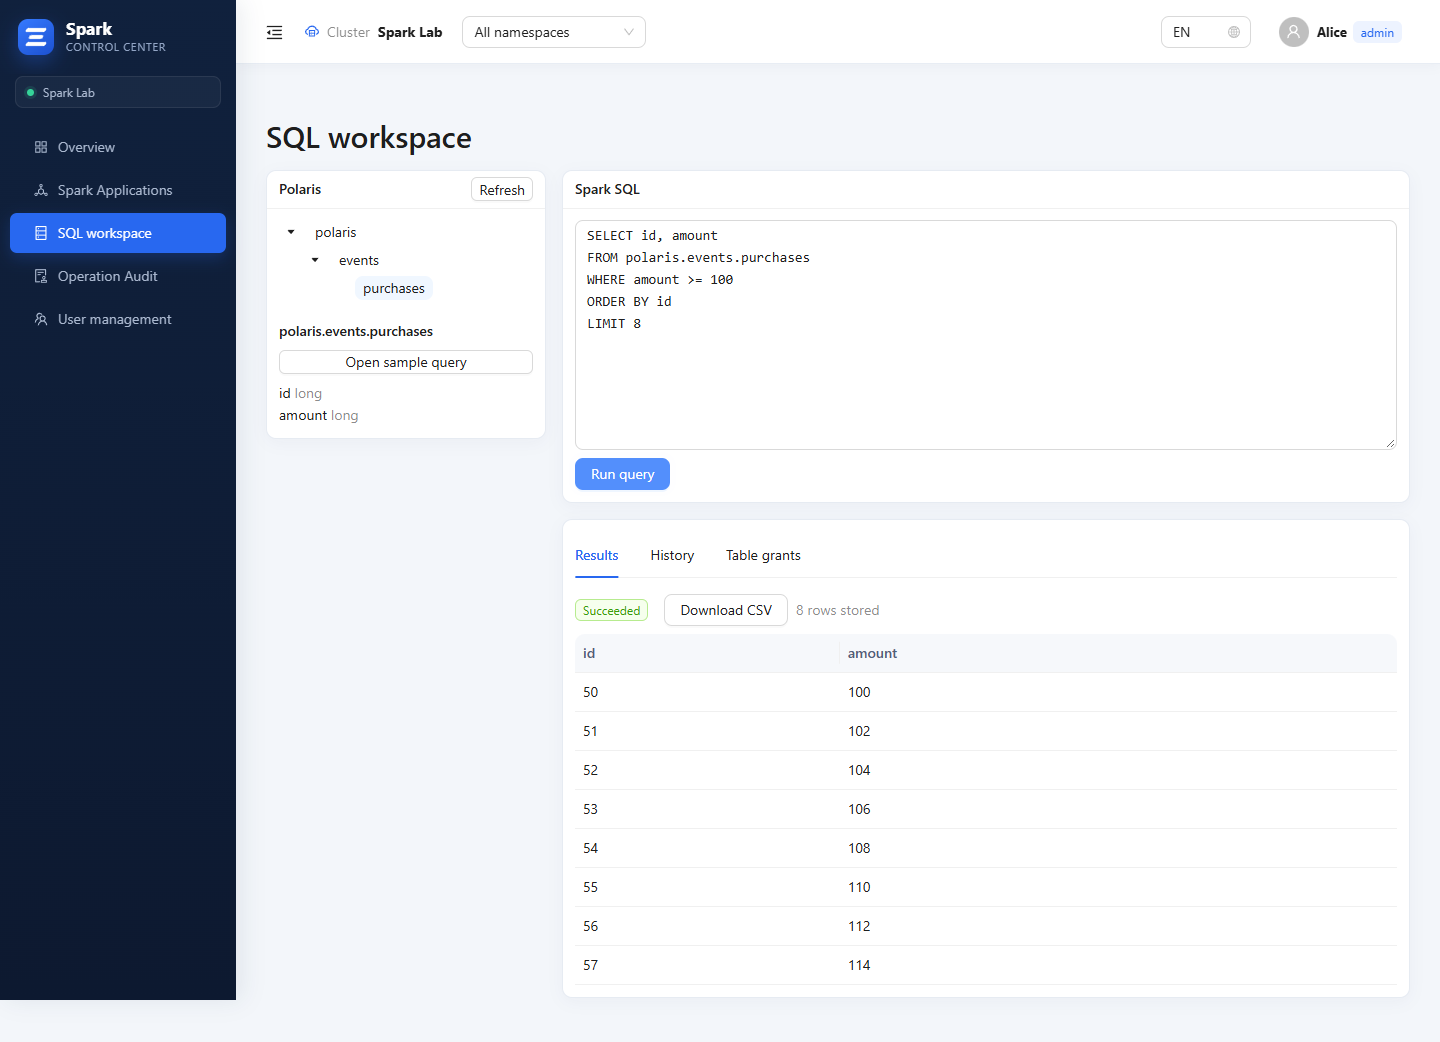 Spark
CONTROL CENTER
Spark Lab
Overview
Spark Applications
SQL workspace
Operation Audit
User management
Cluster Spark Lab
All namespaces
EN
Alice admin
SQL workspace
Polaris
Refresh
polaris
events
purchases
polaris.events.purchases
Open sample query
id long
amount long
Spark SQL
SELECT id, amount
FROM polaris.events.purchases
WHERE amount >= 100
ORDER BY id
LIMIT 8
Run query
Results History Table grants
Succeeded Download CSV 8 rows stored
id amount
50 100
51 102
52 104
53 106
54 108
55 110
56 112
57 114